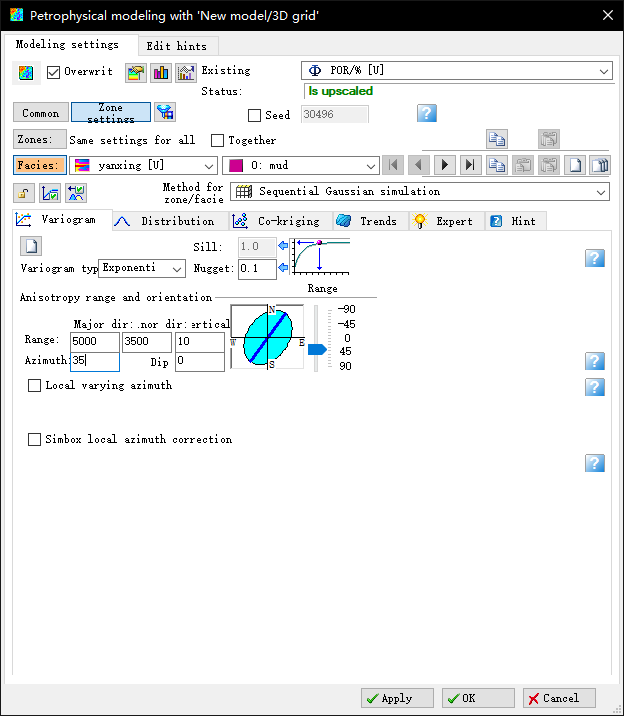 Petrophysical modeling with 'New model/3D grid'
Modeling settings
Edit hints
Overwrit
Existing
Φ POR/% [U]
Status:
Is upscaled
Common
Zone settings
Seed
30496
?
Zones:
Same settings for all
Together
Facies:
yanxing [U]
0: mud
Method for
zone/facie
Sequential Gaussian simulation
Variogram
Distribution
Co-kriging
Trends
Expert
Hint
Sill:
1.0
?
Variogram typ
Exponenti
Nugget:
0.1
Range
Anisotropy range and orientation
Major dir:
.nor dir:
ertical
N
W
E
S
-90
-45
0
45
90
Range:
5000
3500
10
Azimuth:
35
Dip
0
?
Local varying azimuth
?
Simbox local azimuth correction
?
Apply
OK
Cancel